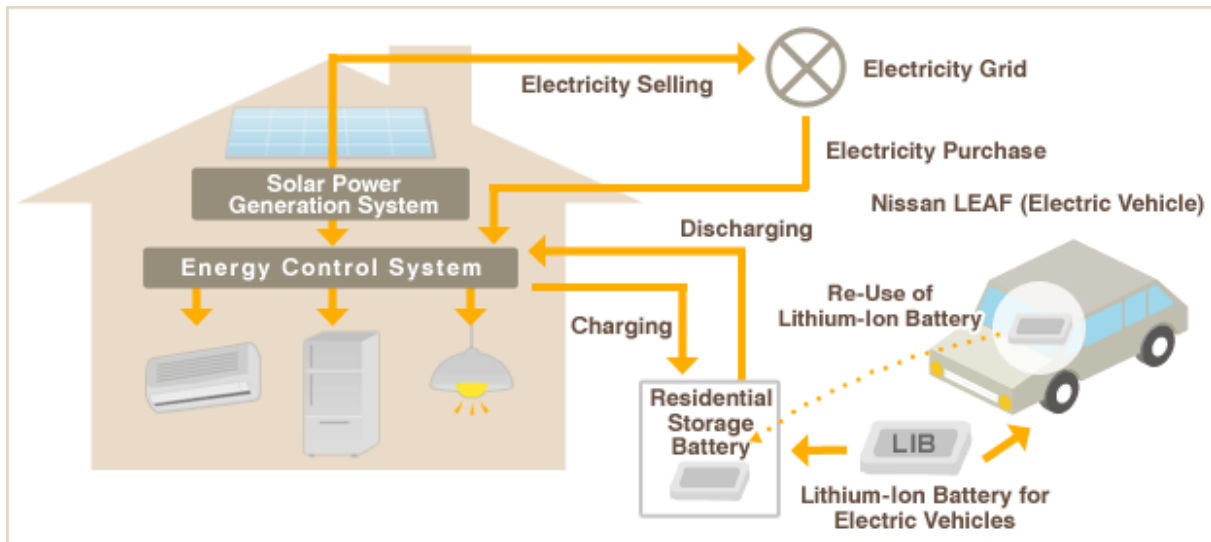 Electricity Selling
Electricity Grid
Electricity Purchase
Solar Power
Generation System
Nissan LEAF (Electric Vehicle)
Discharging
Energy Control System
Re-Use of
Lithium-Ion Battery
Charging
Residential
Storage
Battery
LIB
Lithium-Ion Battery for
Electric Vehicles